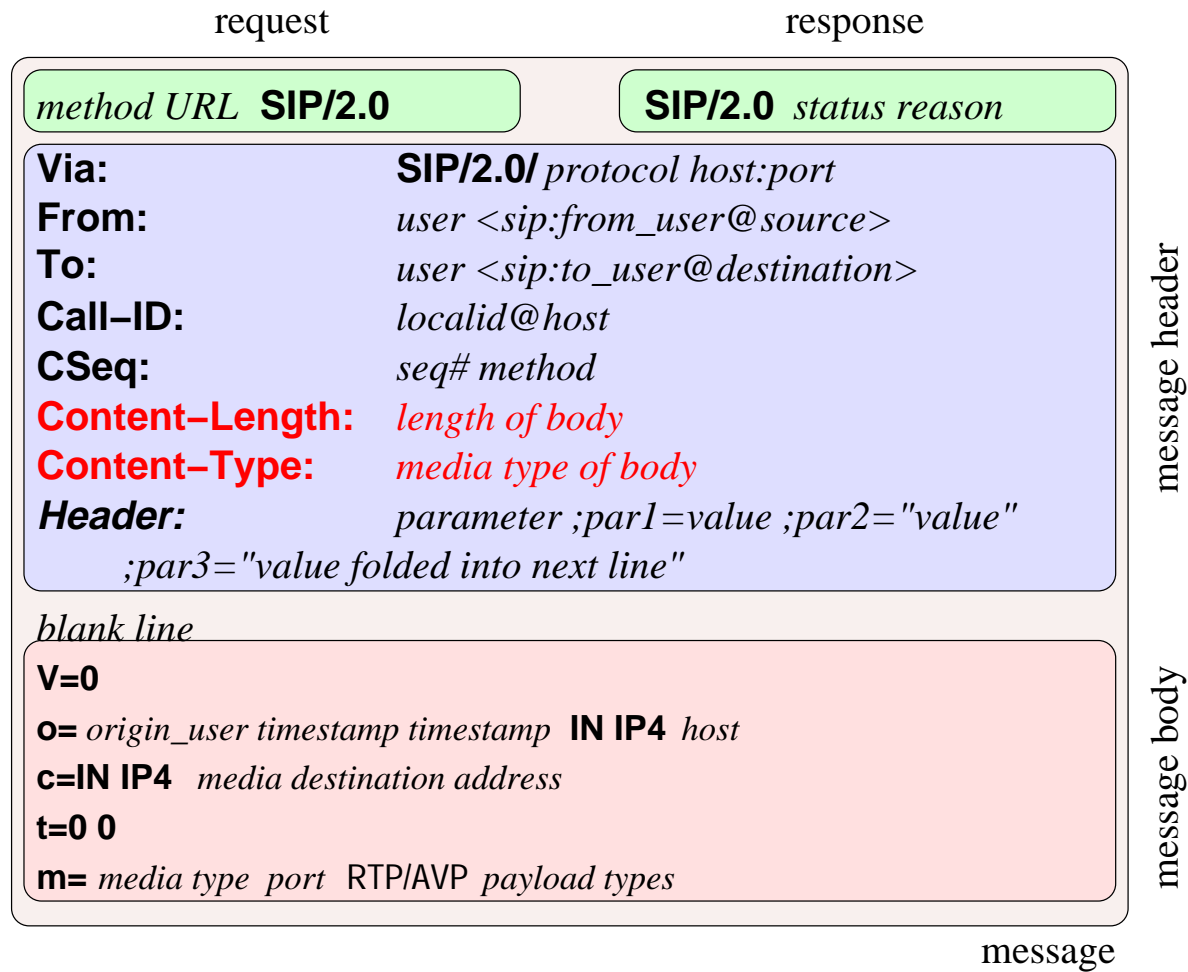 request response
method URL SIP/2.0 SIP/2.0 status reason
Via: SIP/2.0/ protocol host:port
From: user <sip:from_user@source>
To: user <sip:to_user@destination>
Call–ID: localid@host
CSeq: seq# method
Content–Length: length of body
Content–Type: media type of body
Header: parameter ;par1=value ;par2="value"
;par3="value folded into next line"
message header
blank line
V=0
o= origin_user timestamp timestamp IN IP4 host
c=IN IP4 media destination address
t=0 0
m= media type port RTP/AVP payload types
message body
message